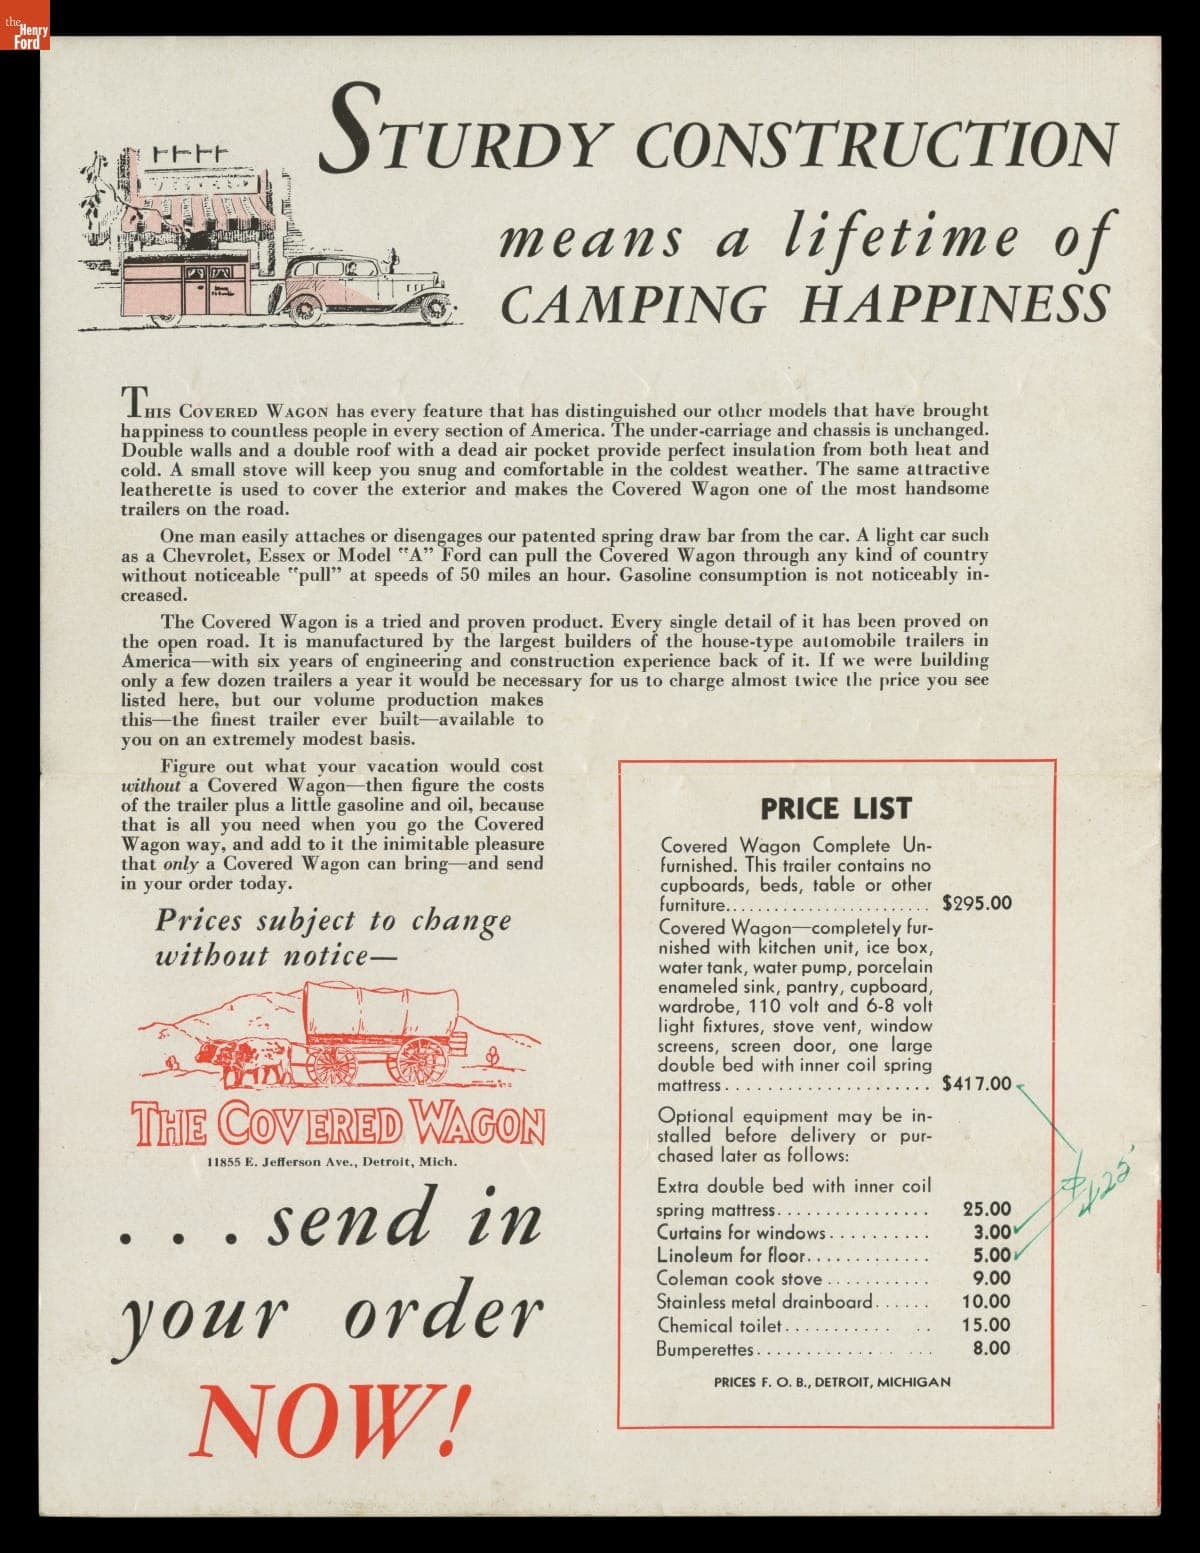 the
Henry
Ford
STURDY CONSTRUCTION
means a lifetime of
CAMPING HAPPINESS
THIS COVERED WAGON has every feature that has distinguished our other models that have brought
happiness to countless people in every section of America. The under-carriage and chassis is unchanged.
Double walls and a double roof with a dead air pocket provide perfect insulation from both heat and
cold. A small stove will keep you snug and comfortable in the coldest weather. The same attractive
leatherette is used to cover the exterior and makes the Covered Wagon one of the most handsome
trailers on the road.
One man easily attaches or disengages our patented spring draw bar from the car. A light car such
as a Chevrolet, Essex or Model "A" Ford can pull the Covered Wagon through any kind of country
without noticeable "pull" at speeds of 50 miles an hour. Gasoline consumption is not noticeably in-
creased.
The Covered Wagon is a tried and proven product. Every single detail of it has been proved on
the open road. It is manufactured by the largest builders of the house-type automobile trailers in
America—with six years of engineering and construction experience back of it. If we were building
only a few dozen trailers a year it would be necessary for us to charge almost twice the price you see
listed here, but our volume production makes
this—the finest trailer ever built—available to
you on an extremely modest basis.
Figure out what your vacation would cost
without a Covered Wagon—then figure the costs
of the trailer plus a little gasoline and oil, because
that is all you need when you go the Covered
Wagon way, and add to it the inimitable pleasure
that only a Covered Wagon can bring—and send
in your order today.
Prices subject to change
without notice—
THE COVERED WAGON
11855 E. Jefferson Ave., Detroit, Mich.
. . . send in
your order
NOW!
PRICE LIST
Covered Wagon Complete Un-
furnished. This trailer contains no
cupboards, beds, table or other
furniture........................ $295.00
Covered Wagon—completely fur-
nished with kitchen unit, ice box,
water tank, water pump, porcelain
enameled sink, pantry, cupboard,
wardrobe, 110 volt and 6-8 volt
light fixtures, stove vent, window
screens, screen door, one large
double bed with inner coil spring
mattress..................... $417.00
Optional equipment may be in-
stalled before delivery or pur-
chased later as follows:
Extra double bed with inner coil
spring mattress................ 25.00
Curtains for windows.......... 3.00
Linoleum for floor............. 5.00
Coleman cook stove........... 9.00
Stainless metal drainboard...... 10.00
Chemical toilet........... .. 15.00
Bumperettes.............. ... 8.00
PRICES F. O. B., DETROIT, MICHIGAN
$425